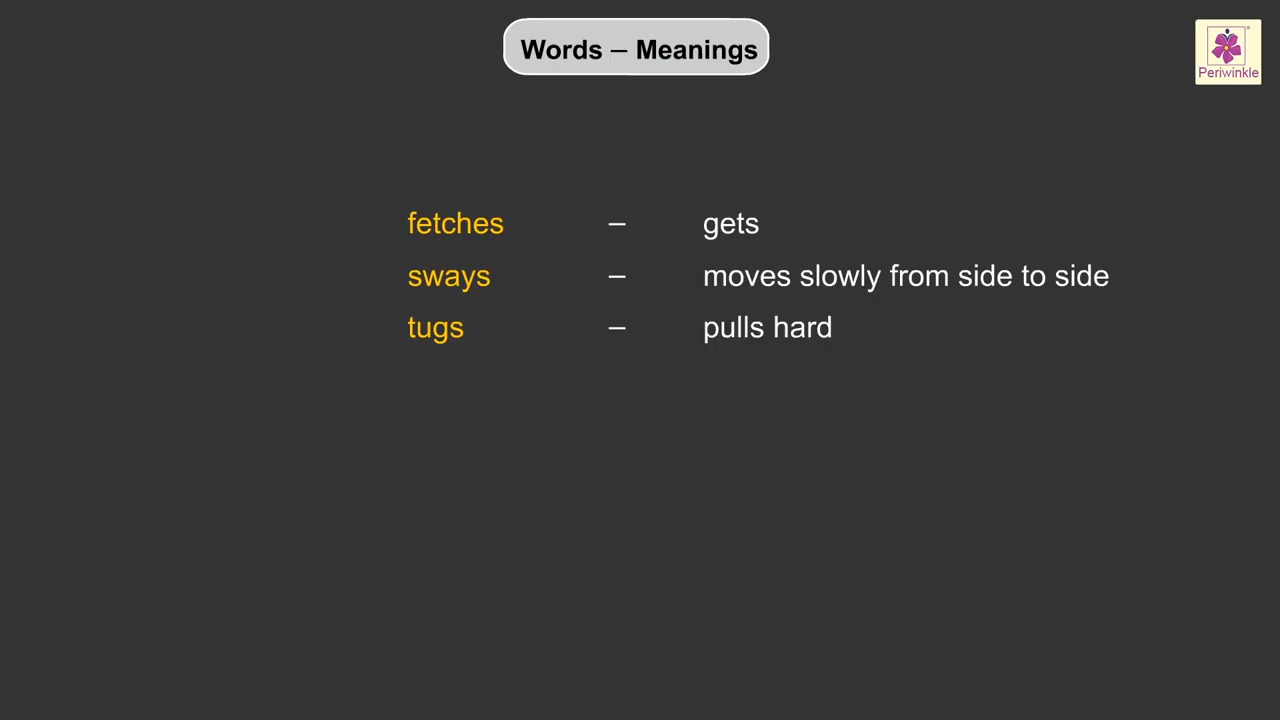 Words – Meanings
Periwinkle
fetches – gets
sways – moves slowly from side to side
tugs – pulls hard